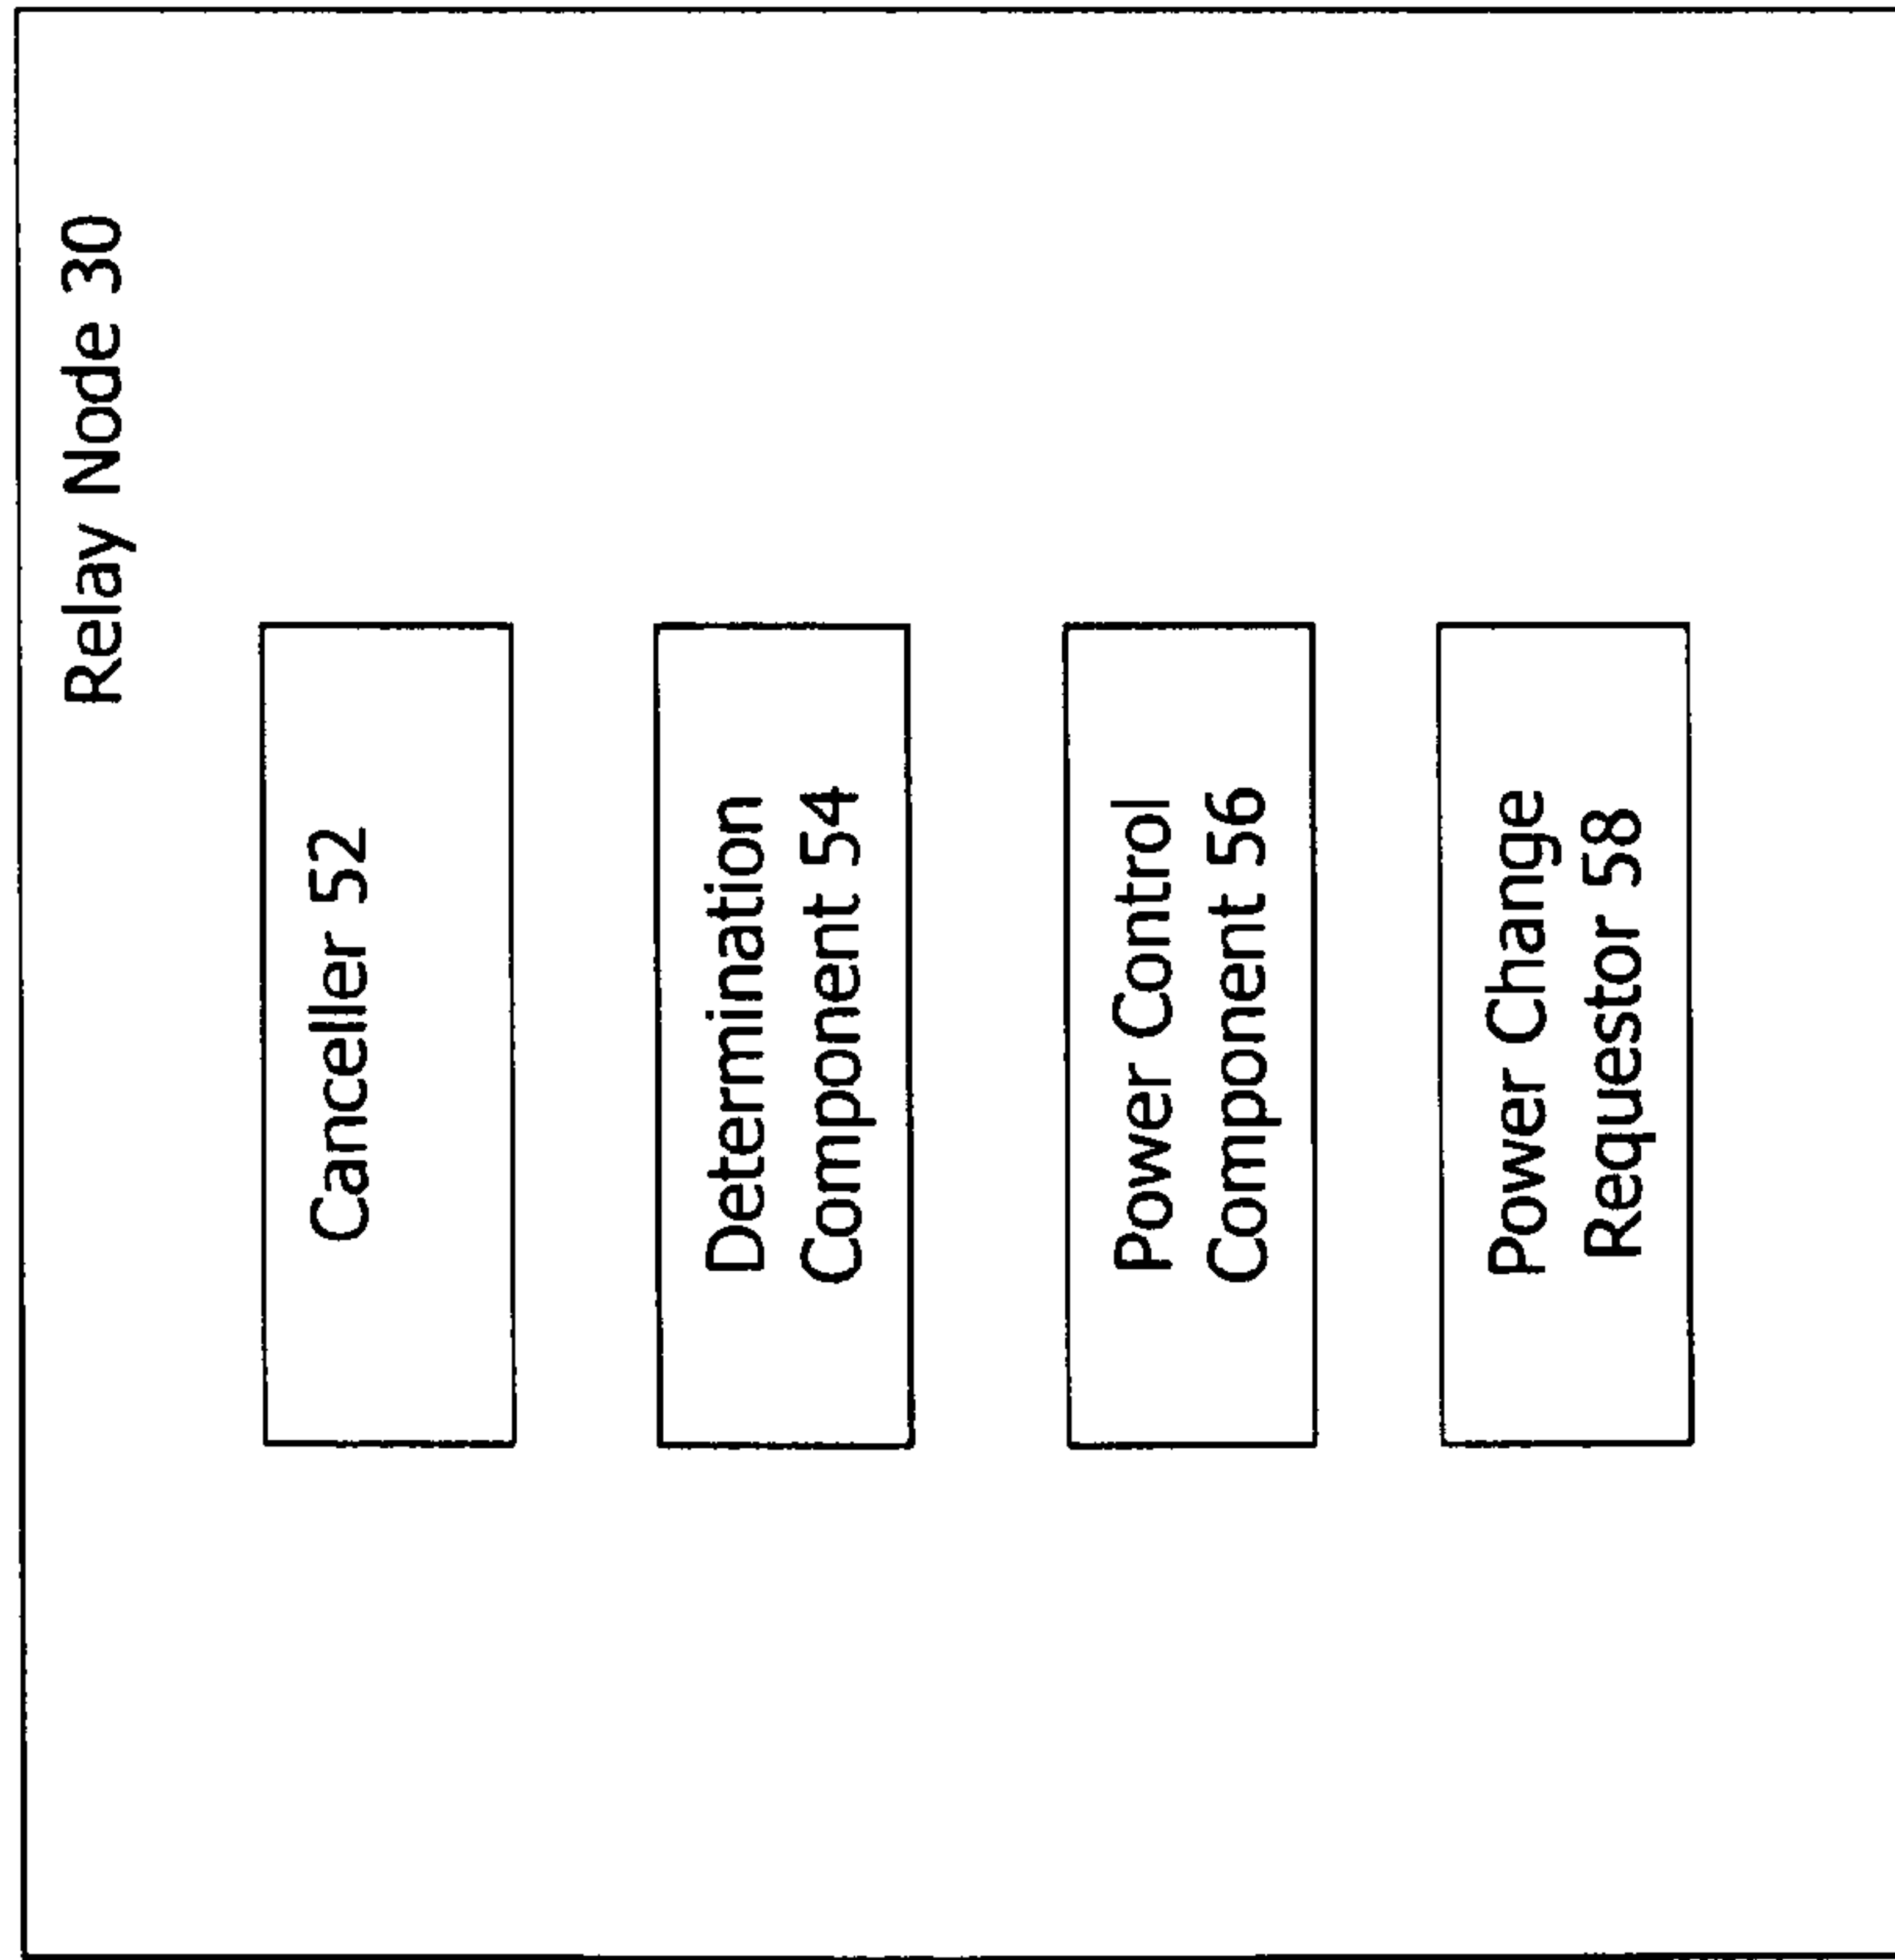 Relay Node 30
Canceller 52
Determination
Component 54
Power Control
Component 56
Power Change
Requestor 58